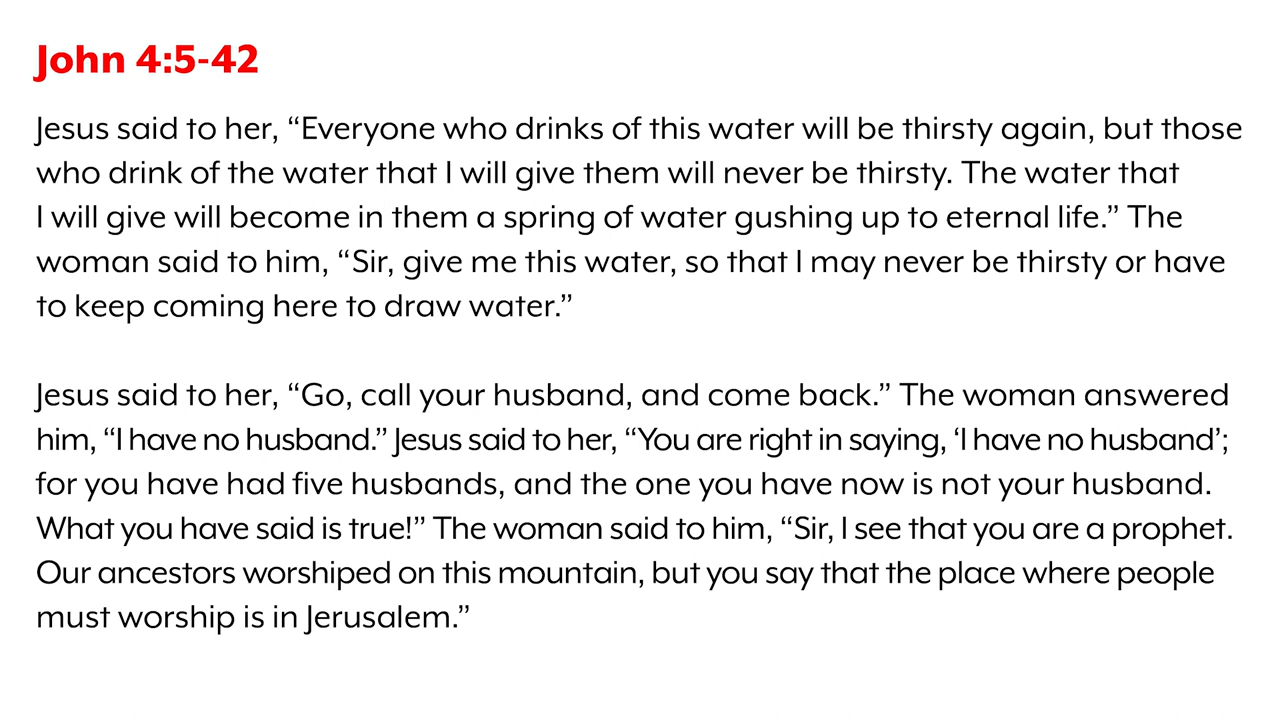 John 4:5-42
Jesus said to her, “Everyone who drinks of this water will be thirsty again, but those
who drink of the water that I will give them will never be thirsty. The water that
I will give will become in them a spring of water gushing up to eternal life.” The
woman said to him, “Sir, give me this water, so that I may never be thirsty or have
to keep coming here to draw water.”
Jesus said to her, “Go, call your husband, and come back.” The woman answered
him, “I have no husband.” Jesus said to her, “You are right in saying, ‘I have no husband’;
for you have had five husbands, and the one you have now is not your husband.
What you have said is true!” The woman said to him, “Sir, I see that you are a prophet.
Our ancestors worshiped on this mountain, but you say that the place where people
must worship is in Jerusalem.”